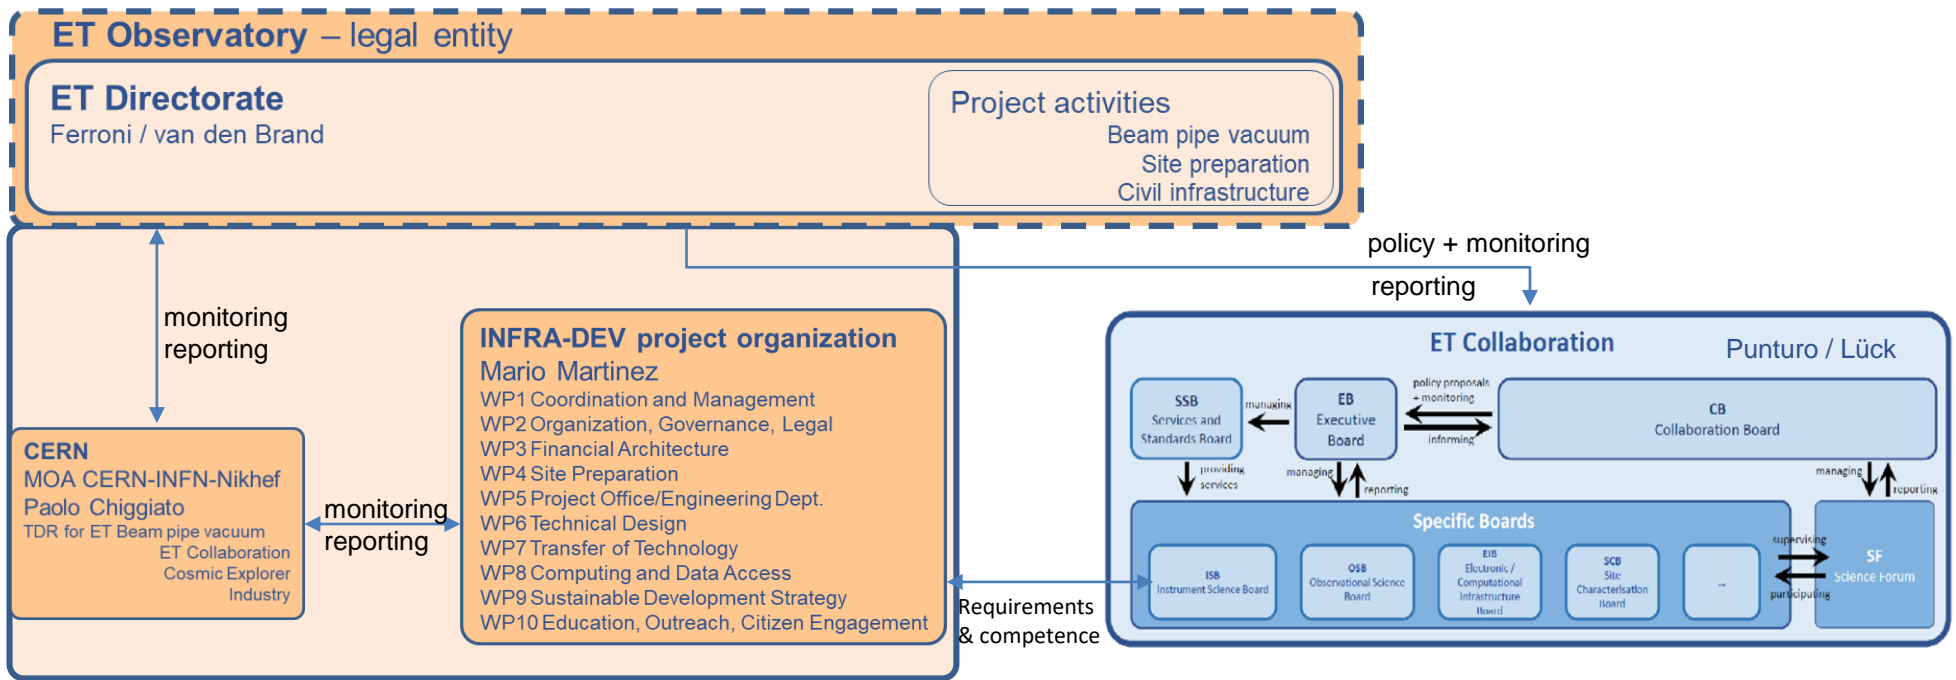 ET Observatory – legal entity
ET Directorate
Ferroni / van den Brand
Project activities
Beam pipe vacuum
Site preparation
Civil infrastructure
monitoring
reporting
policy + monitoring
reporting
CERN
MOA CERN-INFN-Nikhef
Paolo Chiggiato
TDR for ET Beam pipe vacuum
ET Collaboration
Cosmic Explorer
Industry
monitoring
reporting
INFRA-DEV project organization
Mario Martinez
WP1 Coordination and Management
WP2 Organization, Governance, Legal
WP3 Financial Architecture
WP4 Site Preparation
WP5 Project Office/Engineering Dept.
WP6 Technical Design
WP7 Transfer of Technology
WP8 Computing and Data Access
WP9 Sustainable Development Strategy
WP10 Education, Outreach, Citizen Engagement
Requirements
& competence
ET Collaboration
Punturo / Lück
SSB
Services and
Standards Board
managing
EB
Executive
Board
policy proposals
+ monitoring
informing
CB
Collaboration Board
providing
services
managing
reporting
managing
reporting
Specific Boards
ISB
Instrument Science Board
OSB
Observational Science
Board
EIB
Electronic /
Computational
Infrastructure
Board
SCB
Site
Characterisation
Board
...
supervising
participating
SF
Science Forum